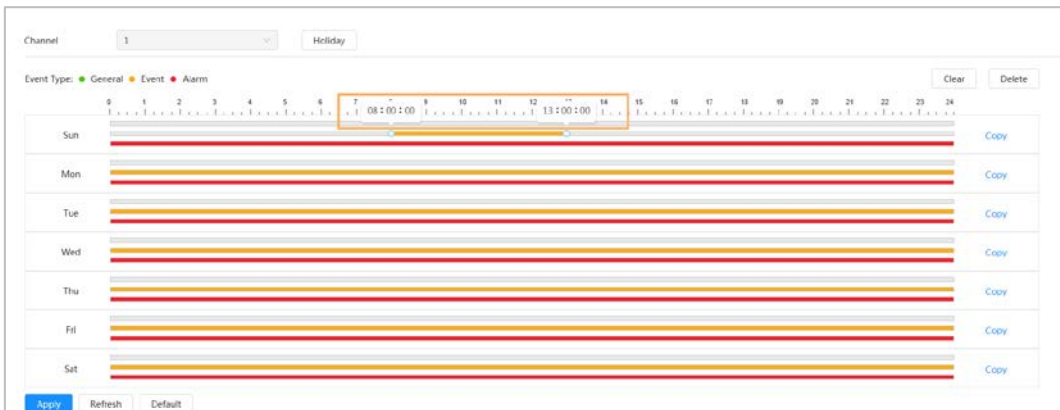 Channel 1 Holiday
Event Type: General Event Alarm Clear Delete
0 1 2 3 4 5 6 7 9 10 11 12 14 15 16 17 18 19 20 21 22 23 24
08:00:00 13:00:00
Sun Copy
Mon Copy
Tue Copy
Wed Copy
Thu Copy
Fri Copy
Sat Copy
Apply Refresh Default